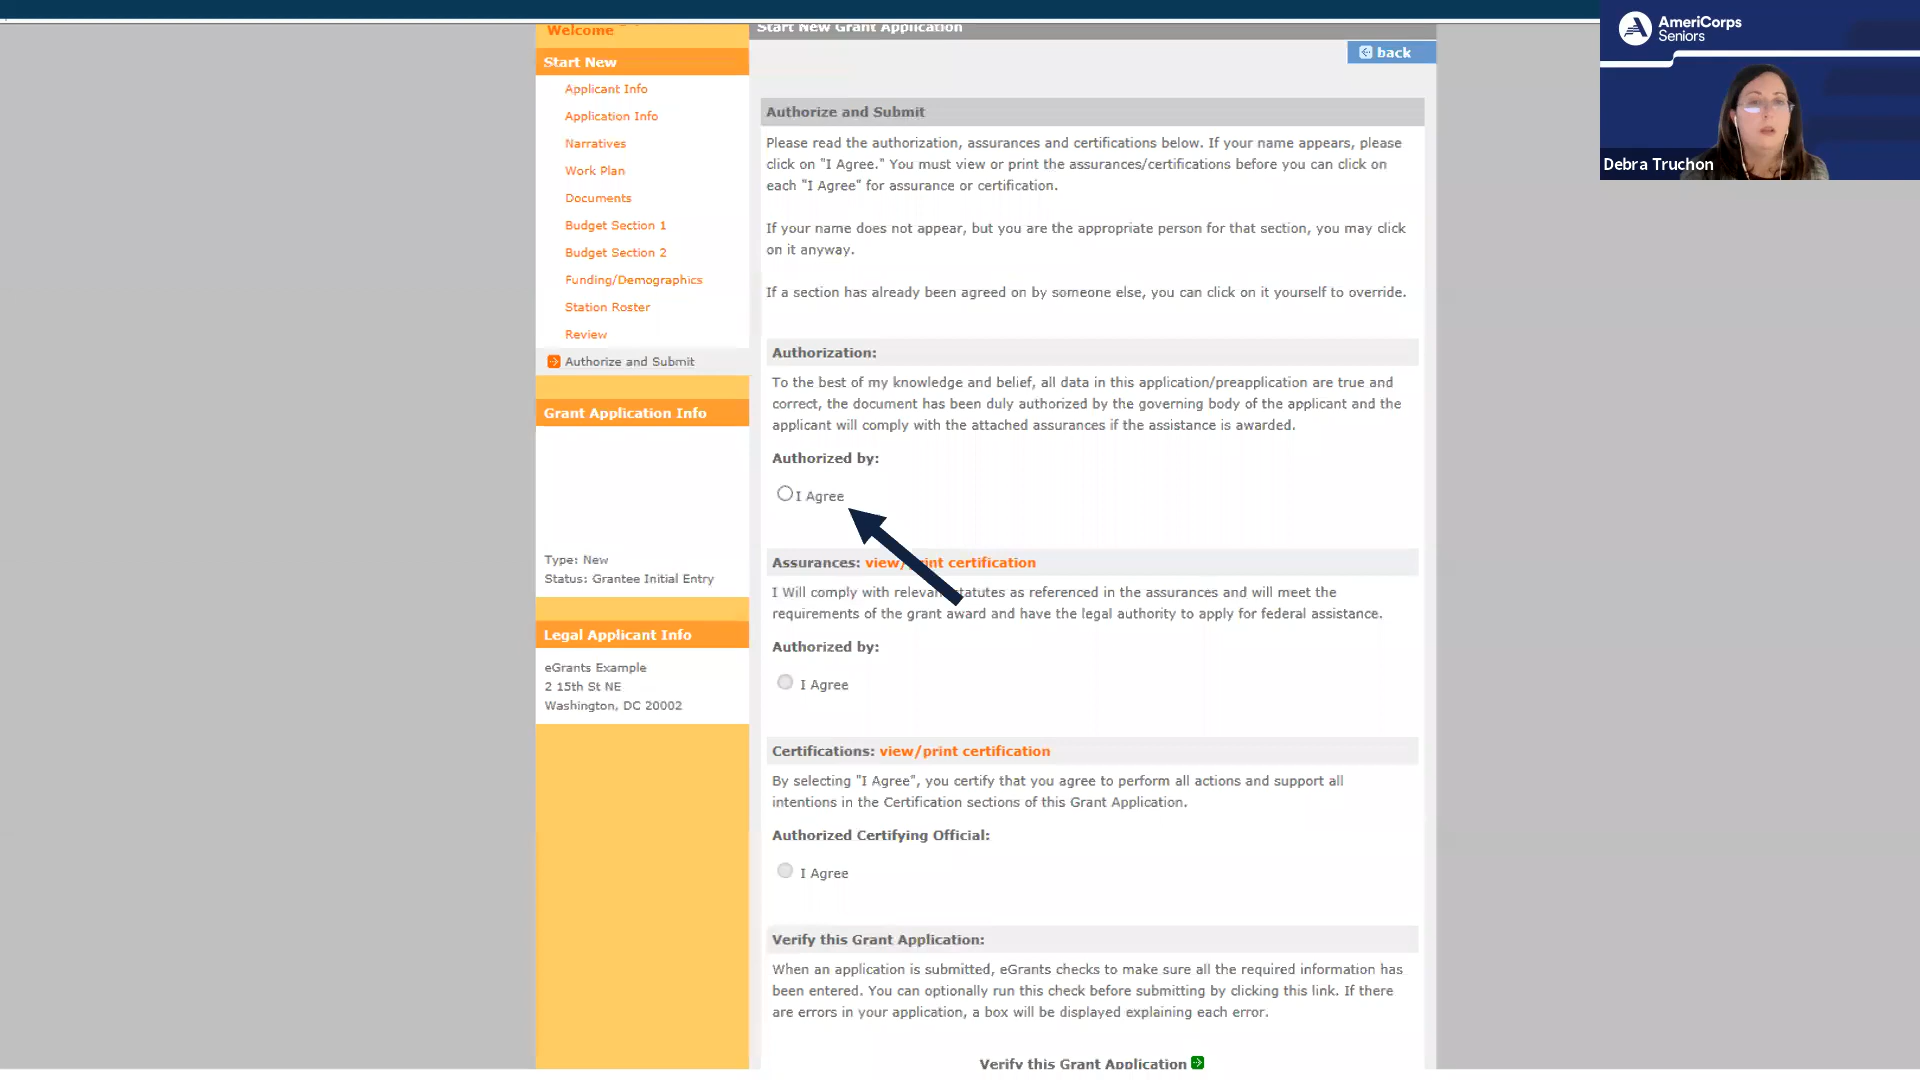 Welcome
Start New
Applicant Info
Application Info
Narratives
Work Plan
Documents
Budget Section 1
Budget Section 2
Funding/Demographics
Station Roster
Review
Authorize and Submit
Grant Application Info
Type: New
Status: Grantee Initial Entry
Legal Applicant Info
eGrants Example
2 15th St NE
Washington, DC 20002
Start New Grant Application
back
Authorize and Submit
Please read the authorization, assurances and certifications below. If your name appears, please
click on "I Agree." You must view or print the assurances/certifications before you can click on
each "I Agree" for assurance or certification.
If your name does not appear, but you are the appropriate person for that section, you may click
on it anyway.
If a section has already been agreed on by someone else, you can click on it yourself to override.
Authorization:
To the best of my knowledge and belief, all data in this application/preapplication are true and
correct, the document has been duly authorized by the governing body of the applicant and the
applicant will comply with the attached assurances if the assistance is awarded.
Authorized by:
I Agree
Assurances: view/print certification
I Will comply with relevant statutes as referenced in the assurances and will meet the
requirements of the grant award and have the legal authority to apply for federal assistance.
Authorized by:
I Agree
Certifications: view/print certification
By selecting "I Agree", you certify that you agree to perform all actions and support all
intentions in the Certification sections of this Grant Application.
Authorized Certifying Official:
I Agree
Verify this Grant Application:
When an application is submitted, eGrants checks to make sure all the required information has
been entered. You can optionally run this check before submitting by clicking this link. If there
are errors in your application, a box will be displayed explaining each error.
Verify this Grant Application
AmeriCorps
Seniors
Debra Truchon